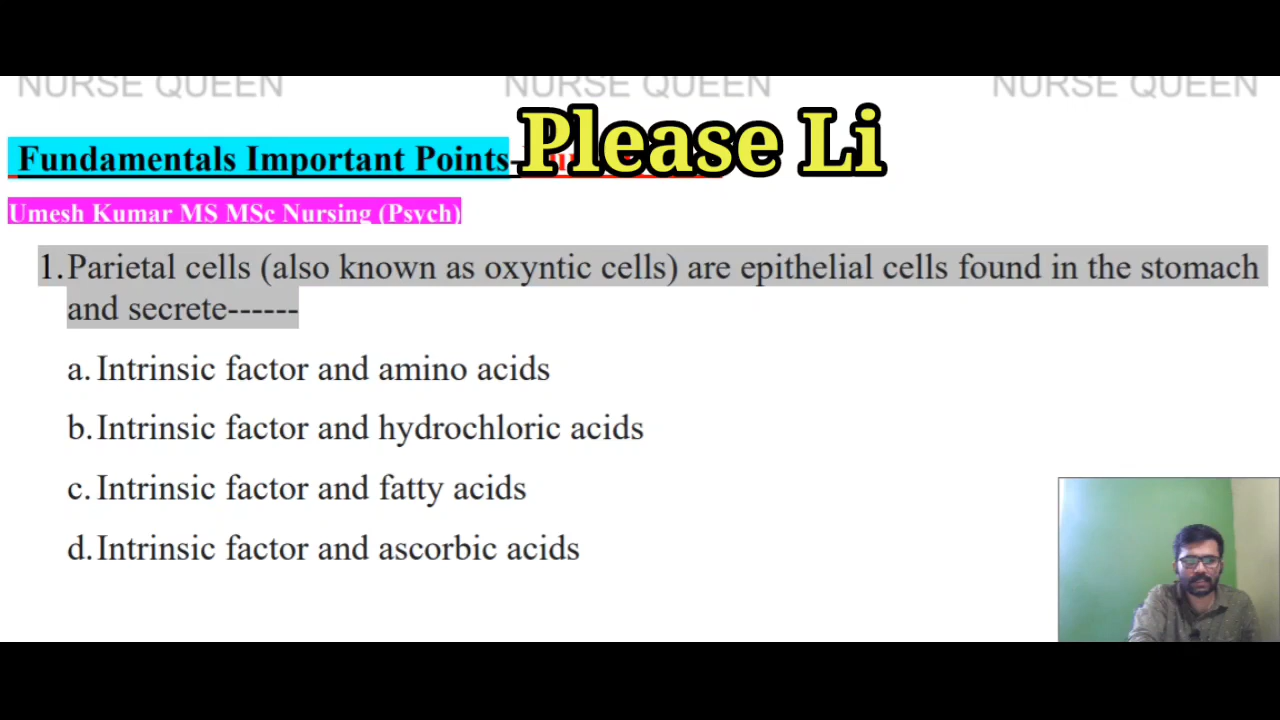 NURSE QUEEN NURSE QUEEN NURSE QUEEN
Fundamentals Important Points- Please Li
Umesh Kumar MS MSc Nursing (Psych)
1. Parietal cells (also known as oxyntic cells) are epithelial cells found in the stomach
and secrete------
a. Intrinsic factor and amino acids
b. Intrinsic factor and hydrochloric acids
c. Intrinsic factor and fatty acids
d. Intrinsic factor and ascorbic acids